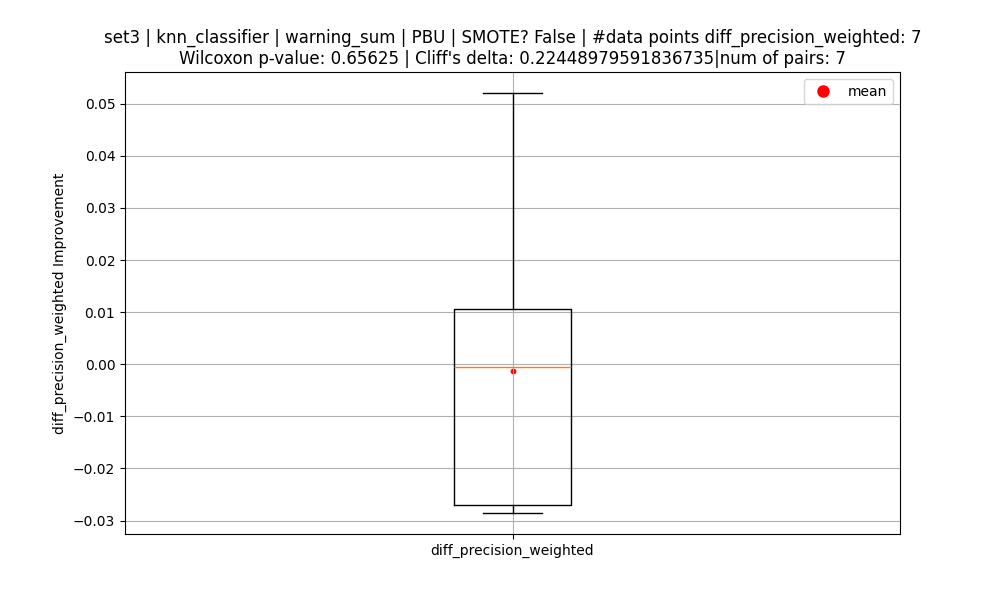 set3 | knn_classifier | warning_sum | PBU | SMOTE? False | #data points diff_precision_weighted: 7
Wilcoxon p-value: 0.65625 | Cliff's delta: 0.22448979591836735|num of pairs: 7
mean
0.05
0.04
0.03
0.02
0.01
0.00
−0.01
−0.02
−0.03
diff_precision_weighted Improvement
diff_precision_weighted